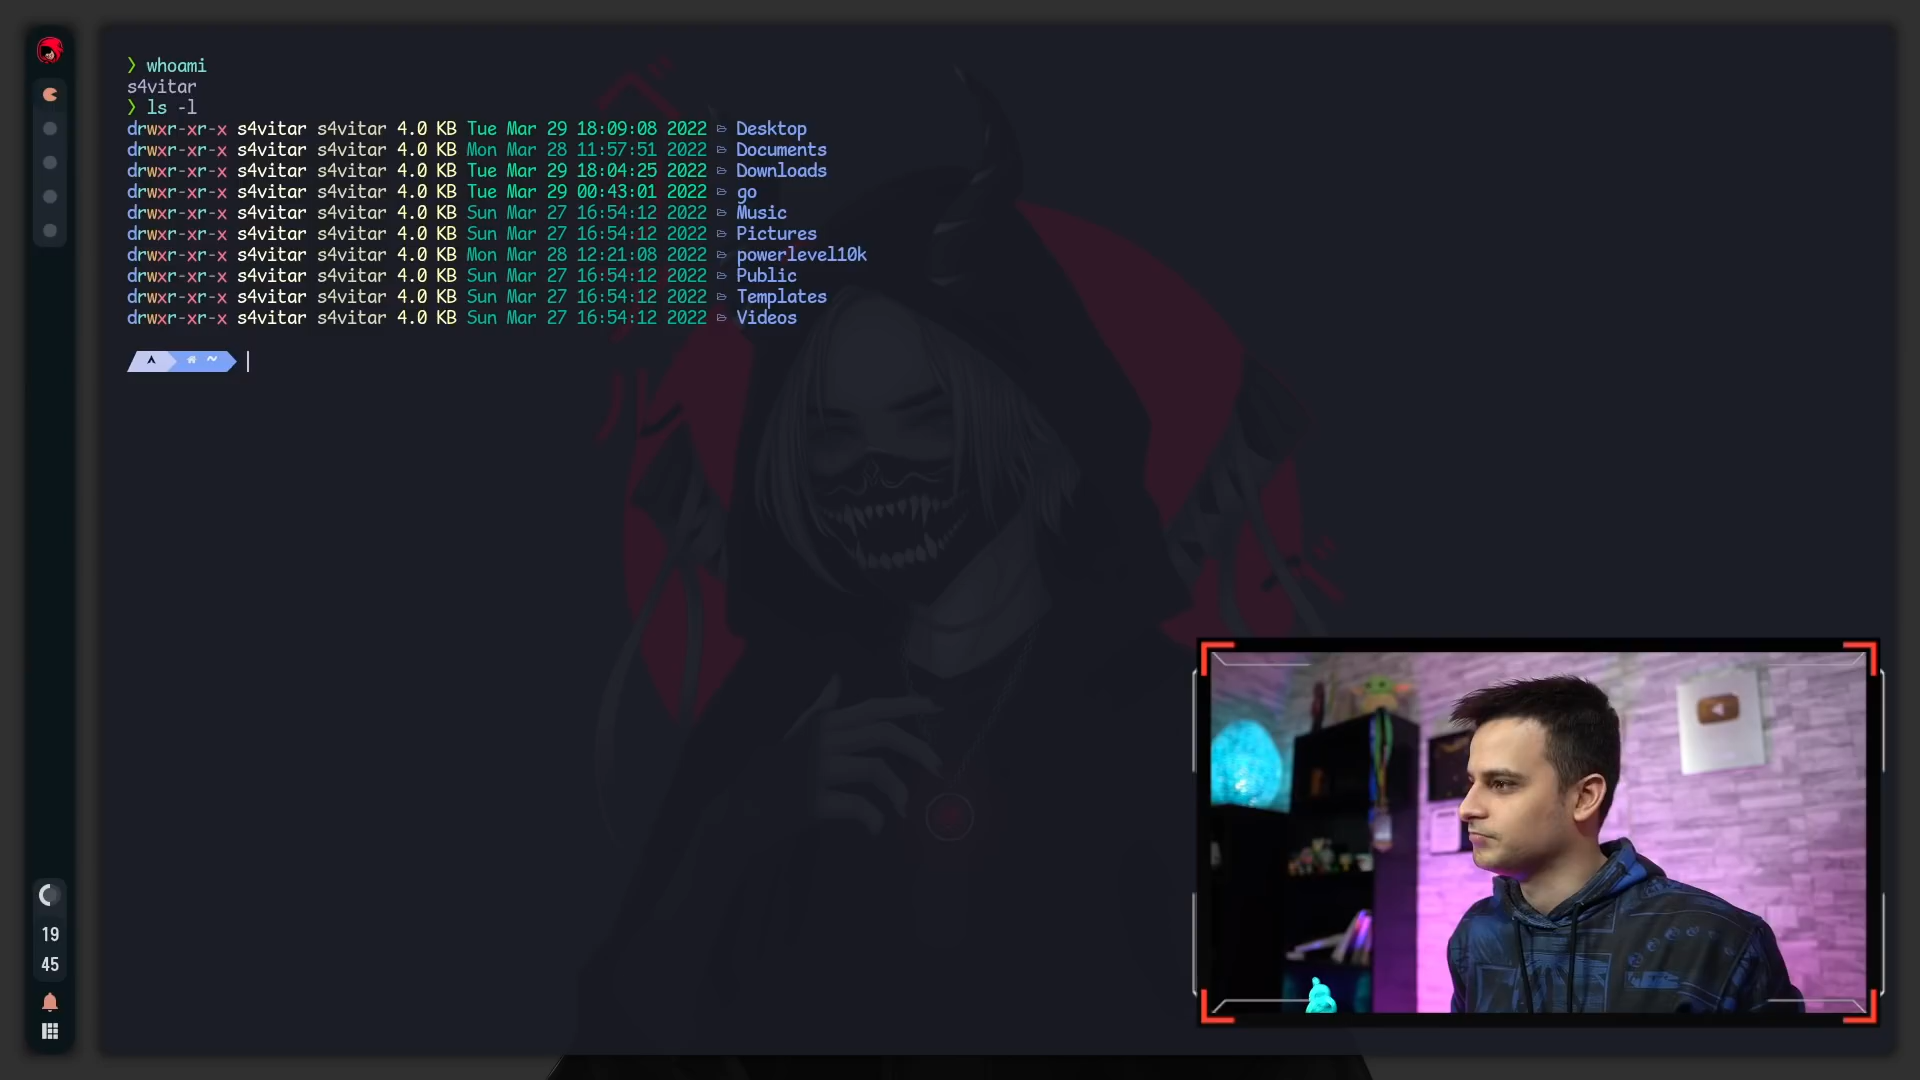 ❯ whoami
s4vitar
❯ ls -l
drwxr-xr-x s4vitar s4vitar 4.0 KB Tue Mar 29 18:09:08 2022 Desktop
drwxr-xr-x s4vitar s4vitar 4.0 KB Mon Mar 28 11:57:51 2022 Documents
drwxr-xr-x s4vitar s4vitar 4.0 KB Tue Mar 29 18:04:25 2022 Downloads
drwxr-xr-x s4vitar s4vitar 4.0 KB Tue Mar 29 00:43:01 2022 go
drwxr-xr-x s4vitar s4vitar 4.0 KB Sun Mar 27 16:54:12 2022 Music
drwxr-xr-x s4vitar s4vitar 4.0 KB Sun Mar 27 16:54:12 2022 Pictures
drwxr-xr-x s4vitar s4vitar 4.0 KB Mon Mar 28 12:21:08 2022 powerlevel10k
drwxr-xr-x s4vitar s4vitar 4.0 KB Sun Mar 27 16:54:12 2022 Public
drwxr-xr-x s4vitar s4vitar 4.0 KB Sun Mar 27 16:54:12 2022 Templates
drwxr-xr-x s4vitar s4vitar 4.0 KB Sun Mar 27 16:54:12 2022 Videos
~
19
45